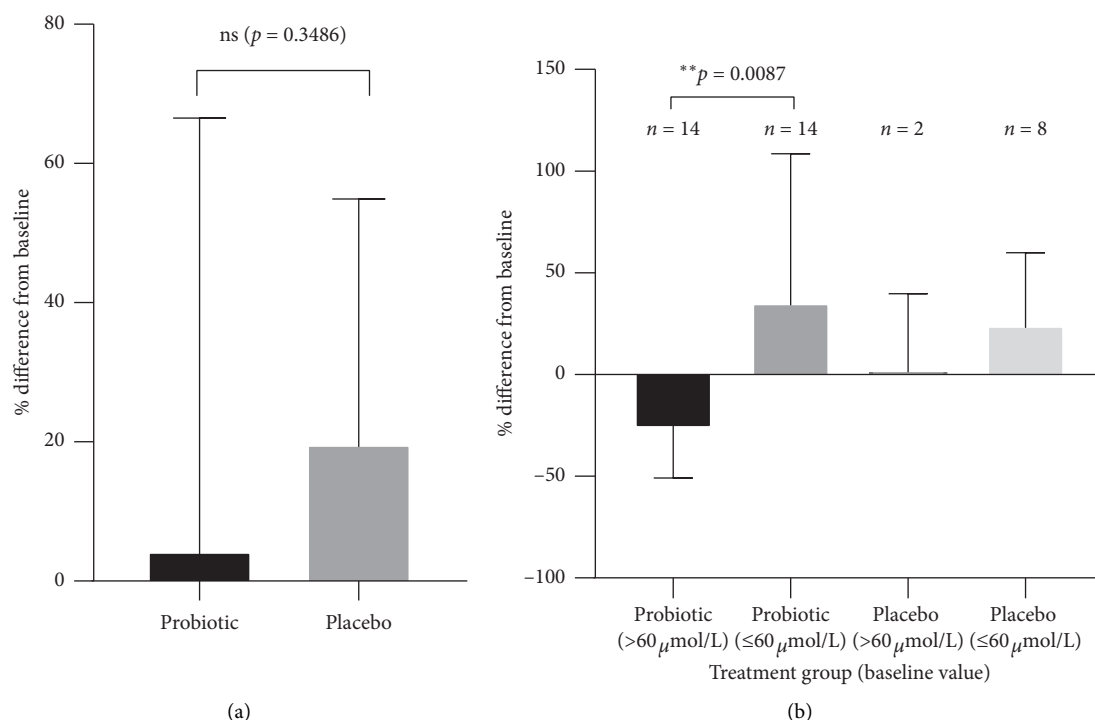 80
60
40
20
0
% difference from baseline
ns (p = 0.3486)
Probiotic
Placebo
(a)
150
100
50
0
−50
−100
% difference from baseline
**p = 0.0087
n = 14
n = 14
n = 2
n = 8
Probiotic
(>60 μmol/L)
Probiotic
(≤60 μmol/L)
Placebo
(>60 μmol/L)
Placebo
(≤60 μmol/L)
Treatment group (baseline value)
(b)